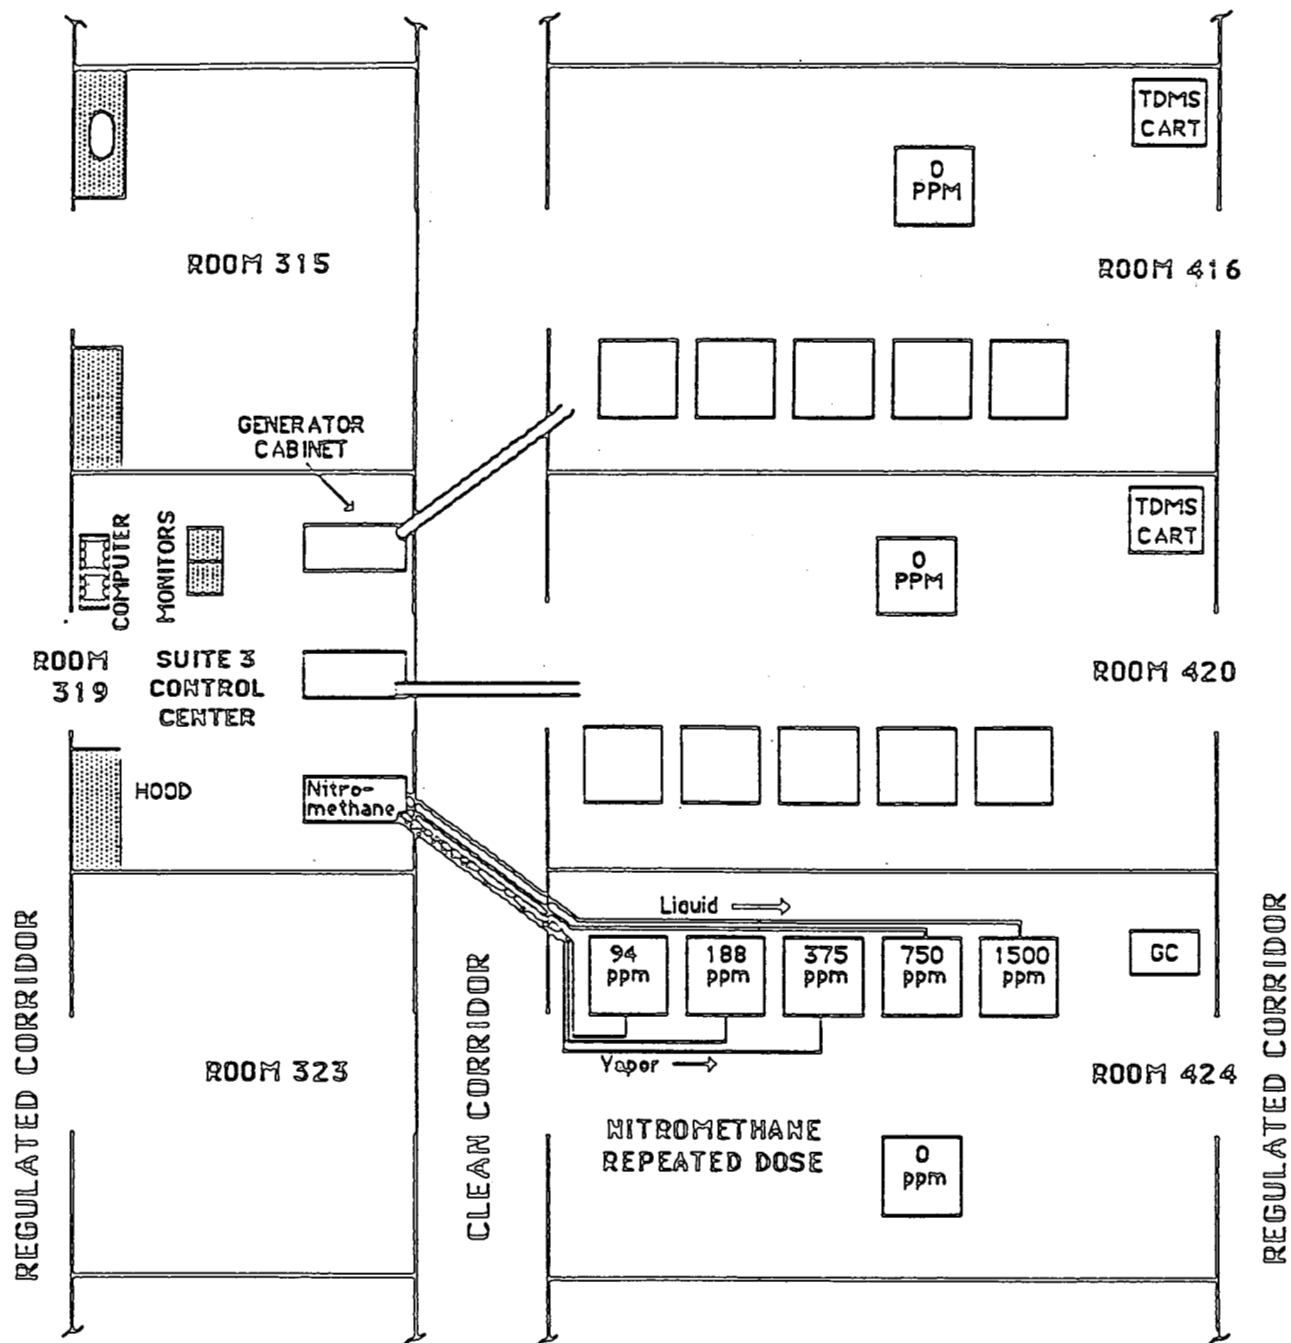 TDMS
CART
0
PPM
ROOM 315
ROOM 416
GENERATOR
CABINET
TDMS
CART
COMPUTER
MONITORS
0
PPM
ROOM
319
SUITE 3
CONTROL
CENTER
ROOM 420
HOOD
Nitro-
methane
Liquid
94
ppm
188
ppm
375
ppm
750
ppm
1500
ppm
GC
Vapor
ROOM 323
ROOM 424
NITROMETHANE
REPEATED DOSE
0
ppm
REGULATED CORRIDOR
CLEAN CORRIDOR
REGULATED CORRIDOR